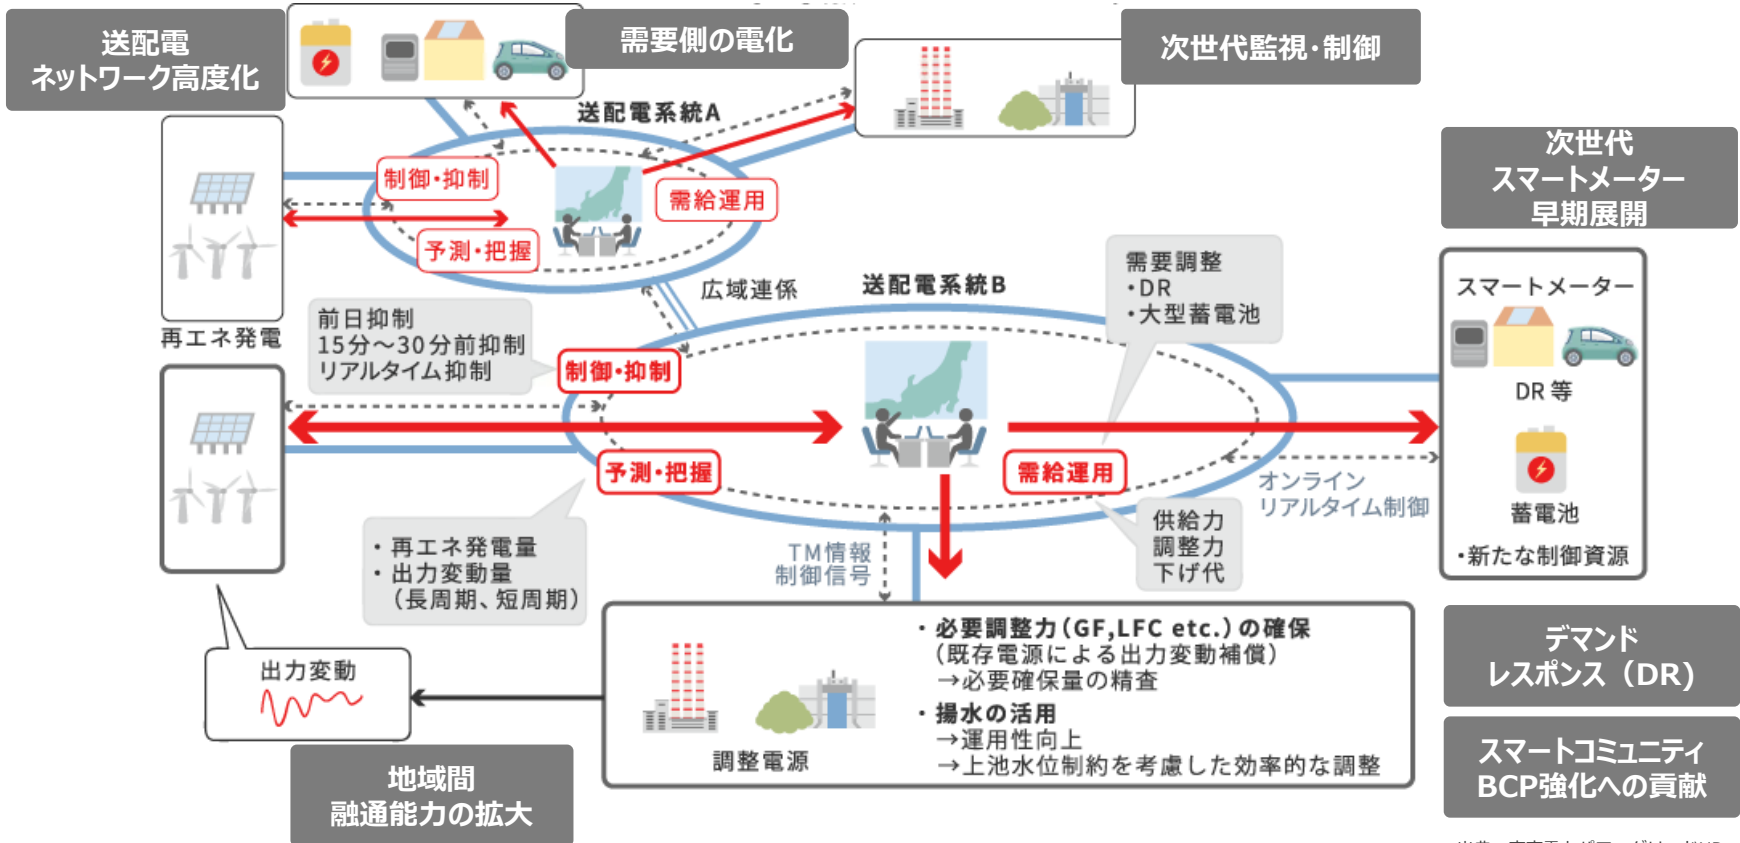 送配電
ネットワーク高度化
需要側の電化
次世代監視・制御
送配電系統A
制御・抑制
需給運用
予測・把握
再エネ発電
次世代
スマートメーター
早期展開
広域連係
送配電系統B
需要調整
・DR
・大型蓄電池
前日抑制
15分～30分前抑制
リアルタイム抑制
制御・抑制
予測・把握
需給運用
スマートメーター
DR 等
蓄電池
・新たな制御資源
オンライン
リアルタイム制御
・再エネ発電量
・出力変動量
（長周期、短周期）
TM情報
制御信号
供給力
調整力
下げ代
出力変動
調整電源
・必要調整力（GF,LFC etc.）の確保
（既存電源による出力変動補償）
→必要確保量の精査
・揚水の活用
→運用性向上
→上池水位制約を考慮した効率的な調整
地域間
融通能力の拡大
デマンド
レスポンス（DR)
スマートコミュニティ
BCP強化への貢献